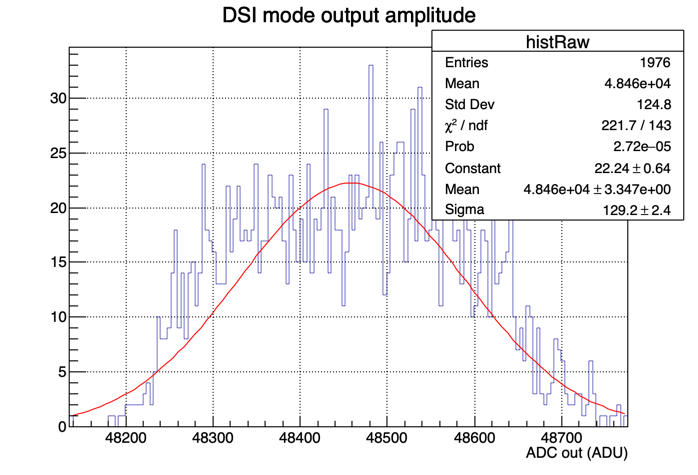 DSI mode output amplitude
histRaw
Entries 1976
Mean 4.846e+04
Std Dev 124.8
χ² / ndf 221.7 / 143
Prob 2.72e−05
Constant 22.24 ± 0.64
Mean 4.846e+04 ± 3.347e+00
Sigma 129.2 ± 2.4
30
25
20
15
10
5
0
48200 48300 48400 48500 48600 48700
ADC out (ADU)